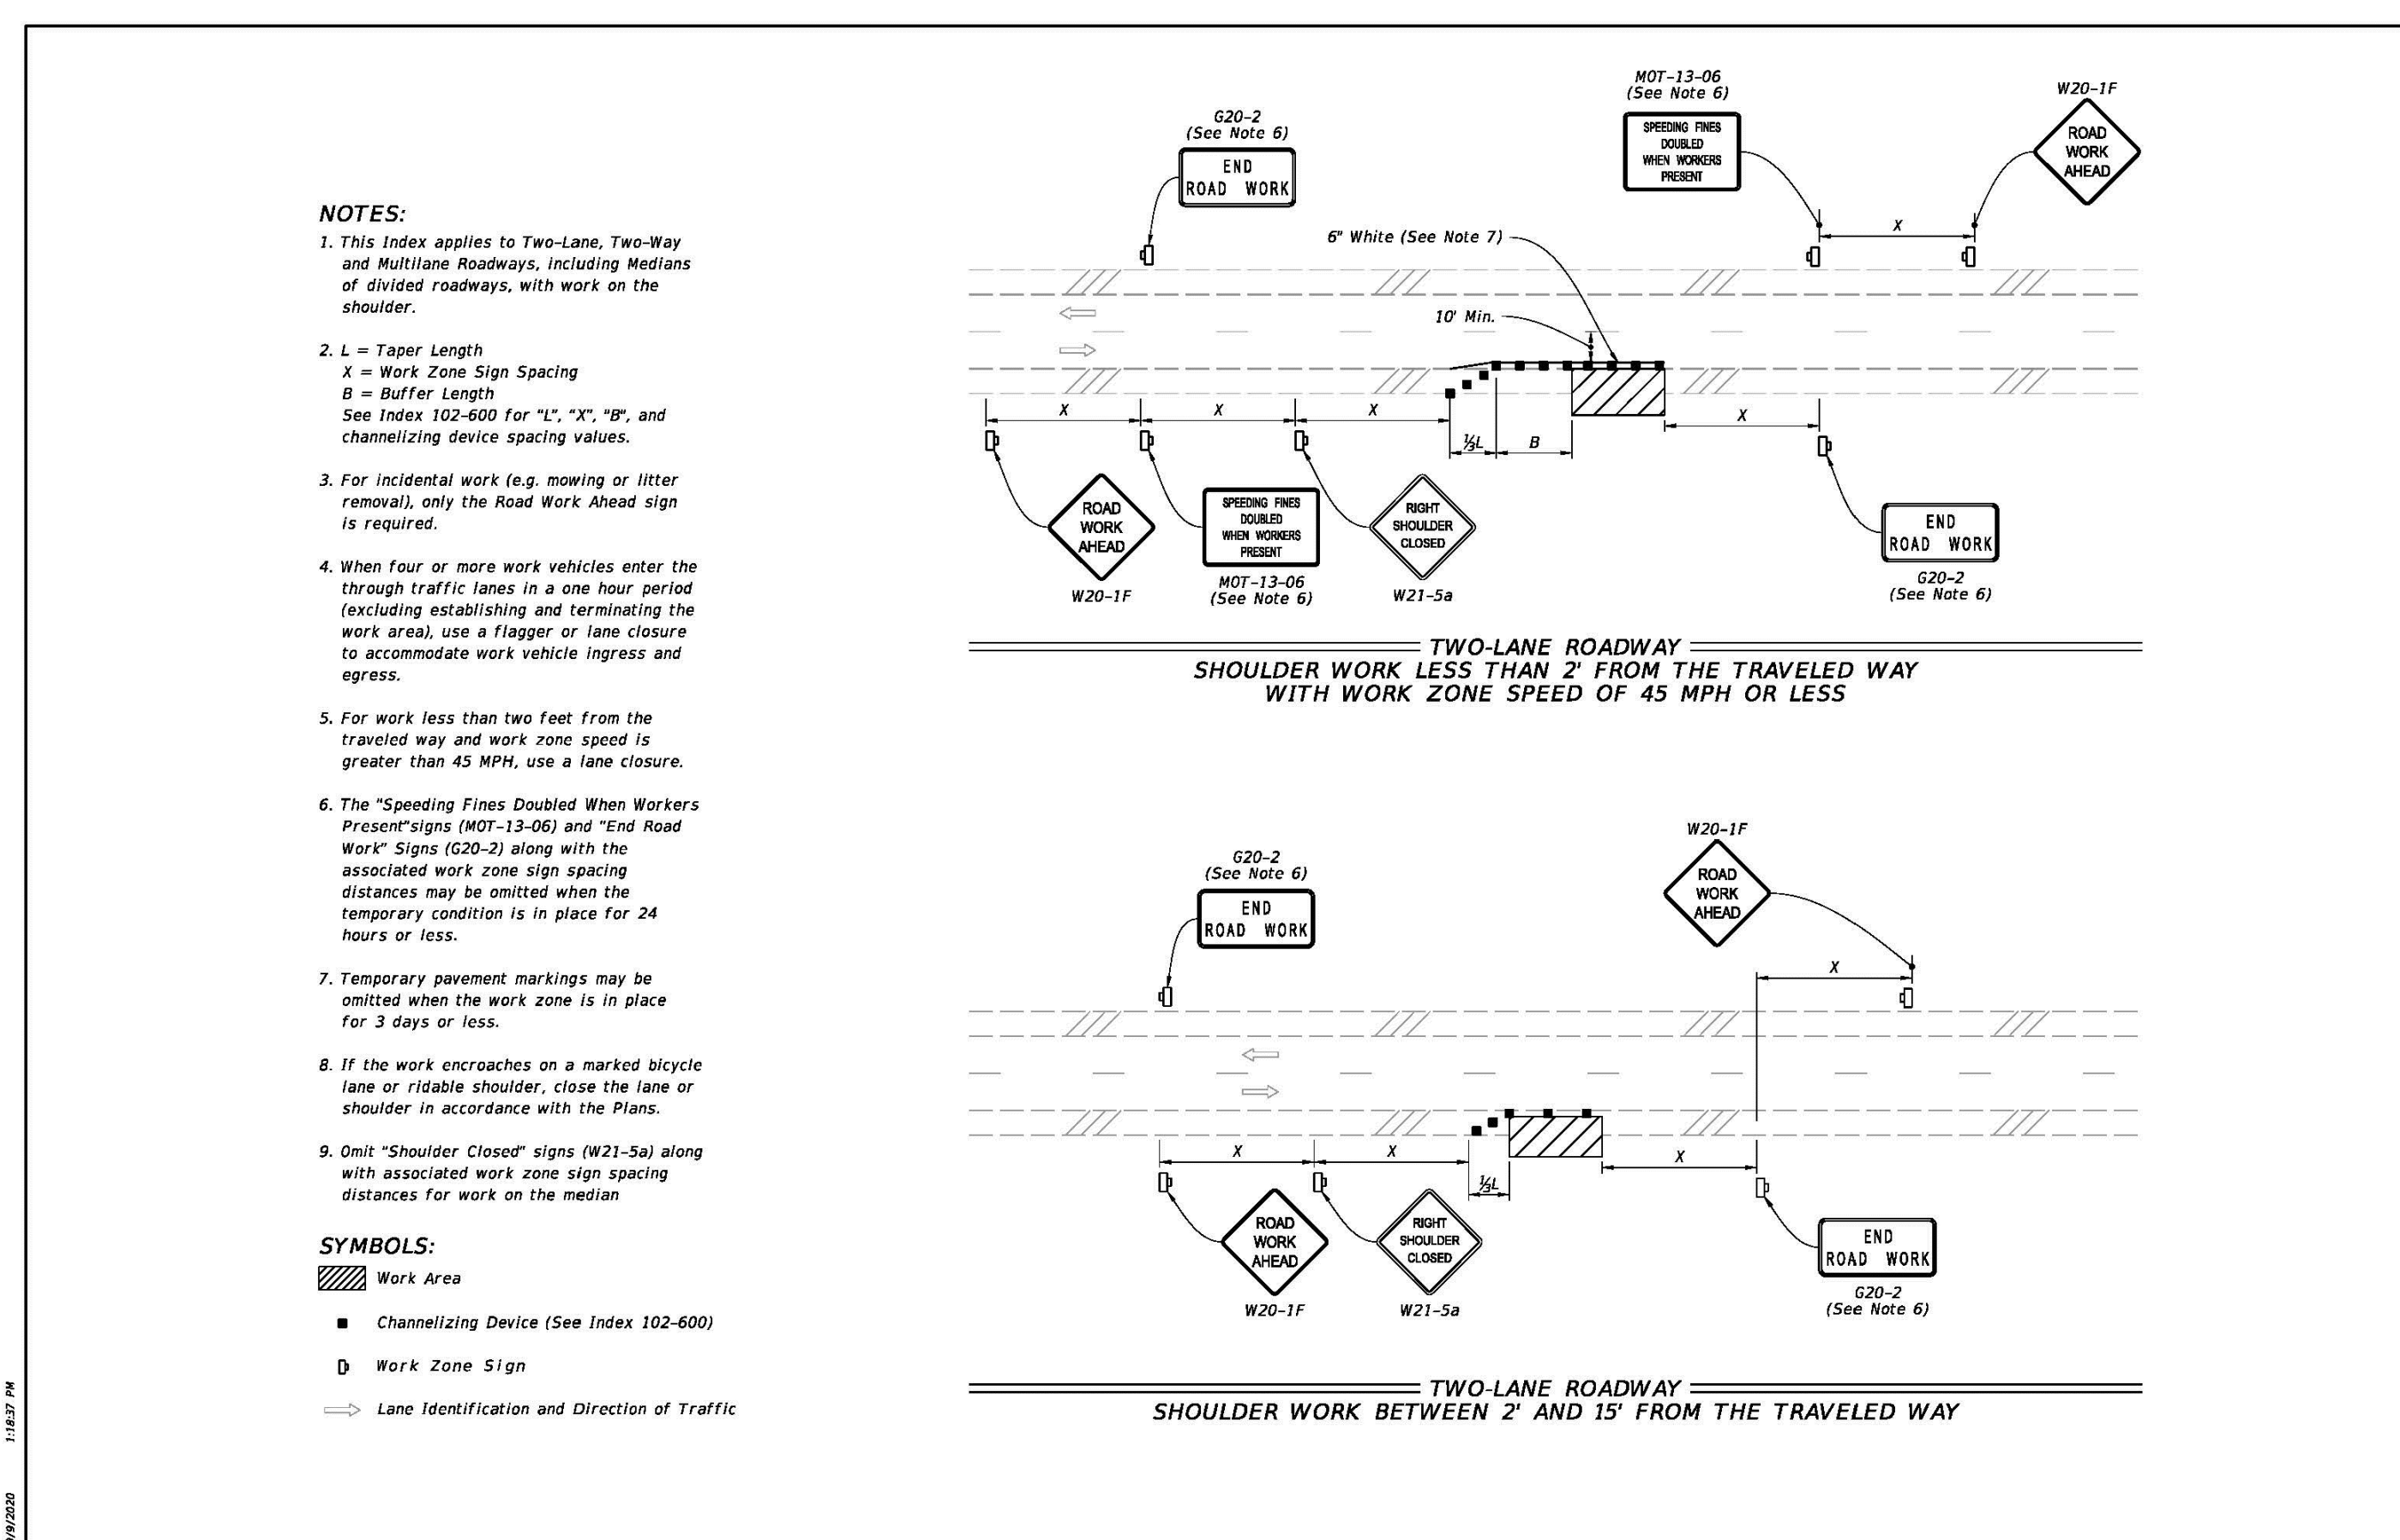 NOTES:
1. This Index applies to Two-Lane, Two-Way
and Multilane Roadways, including Medians
of divided roadways, with work on the
shoulder.
2. L = Taper Length
X = Work Zone Sign Spacing
B = Buffer Length
See Index 102-600 for "L", "X", "B", and
channelizing device spacing values.
3. For incidental work (e.g. mowing or litter
removal), only the Road Work Ahead sign
is required.
4. When four or more work vehicles enter the
through traffic lanes in a one hour period
(excluding establishing and terminating the
work area), use a flagger or lane closure
to accommodate work vehicle ingress and
egress.
5. For work less than two feet from the
traveled way and work zone speed is
greater than 45 MPH, use a lane closure.
6. The "Speeding Fines Doubled When Workers
Present"signs (MOT-13-06) and "End Road
Work" Signs (G20-2) along with the
associated work zone sign spacing
distances may be omitted when the
temporary condition is in place for 24
hours or less.
7. Temporary pavement markings may be
omitted when the work zone is in place
for 3 days or less.
8. If the work encroaches on a marked bicycle
lane or ridable shoulder, close the lane or
shoulder in accordance with the Plans.
9. Omit "Shoulder Closed" signs (W21-5a) along
with associated work zone sign spacing
distances for work on the median
SYMBOLS:
Work Area
Channelizing Device (See Index 102-600)
Work Zone Sign
Lane Identification and Direction of Traffic
G20-2
(See Note 6)
END
ROAD WORK
MOT-13-06
(See Note 6)
SPEEDING FINES
DOUBLED
WHEN WORKERS
PRESENT
W20-1F
ROAD
WORK
AHEAD
X
6" White (See Note 7)
10' Min.
X
X
X
⅓L
B
X
ROAD
WORK
AHEAD
W20-1F
SPEEDING FINES
DOUBLED
WHEN WORKERS
PRESENT
MOT-13-06
(See Note 6)
RIGHT
SHOULDER
CLOSED
W21-5a
END
ROAD WORK
G20-2
(See Note 6)
TWO-LANE ROADWAY
SHOULDER WORK LESS THAN 2' FROM THE TRAVELED WAY
WITH WORK ZONE SPEED OF 45 MPH OR LESS
G20-2
(See Note 6)
END
ROAD WORK
W20-1F
ROAD
WORK
AHEAD
X
X
X
⅓L
X
ROAD
WORK
AHEAD
W20-1F
RIGHT
SHOULDER
CLOSED
W21-5a
END
ROAD WORK
G20-2
(See Note 6)
TWO-LANE ROADWAY
SHOULDER WORK BETWEEN 2' AND 15' FROM THE TRAVELED WAY
1:18:37 PM
/9/2020